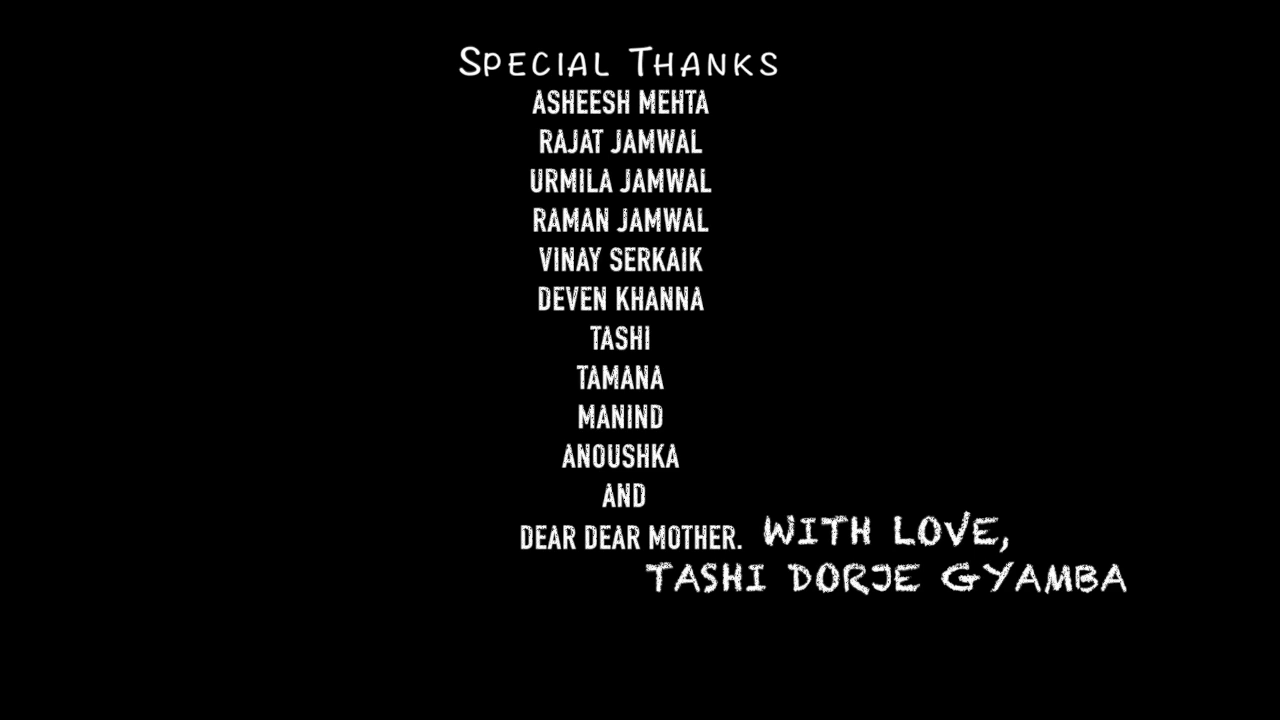 SPECIAL THANKS
ASHEESH MEHTA
RAJAT JAMWAL
URMILA JAMWAL
RAMAN JAMWAL
VINAY SERKAIK
DEVEN KHANNA
TASHI
TAMANA
MANIND
ANOUSHKA
AND
DEAR DEAR MOTHER. WITH LOVE,
TASHI DORJE GYAMBA